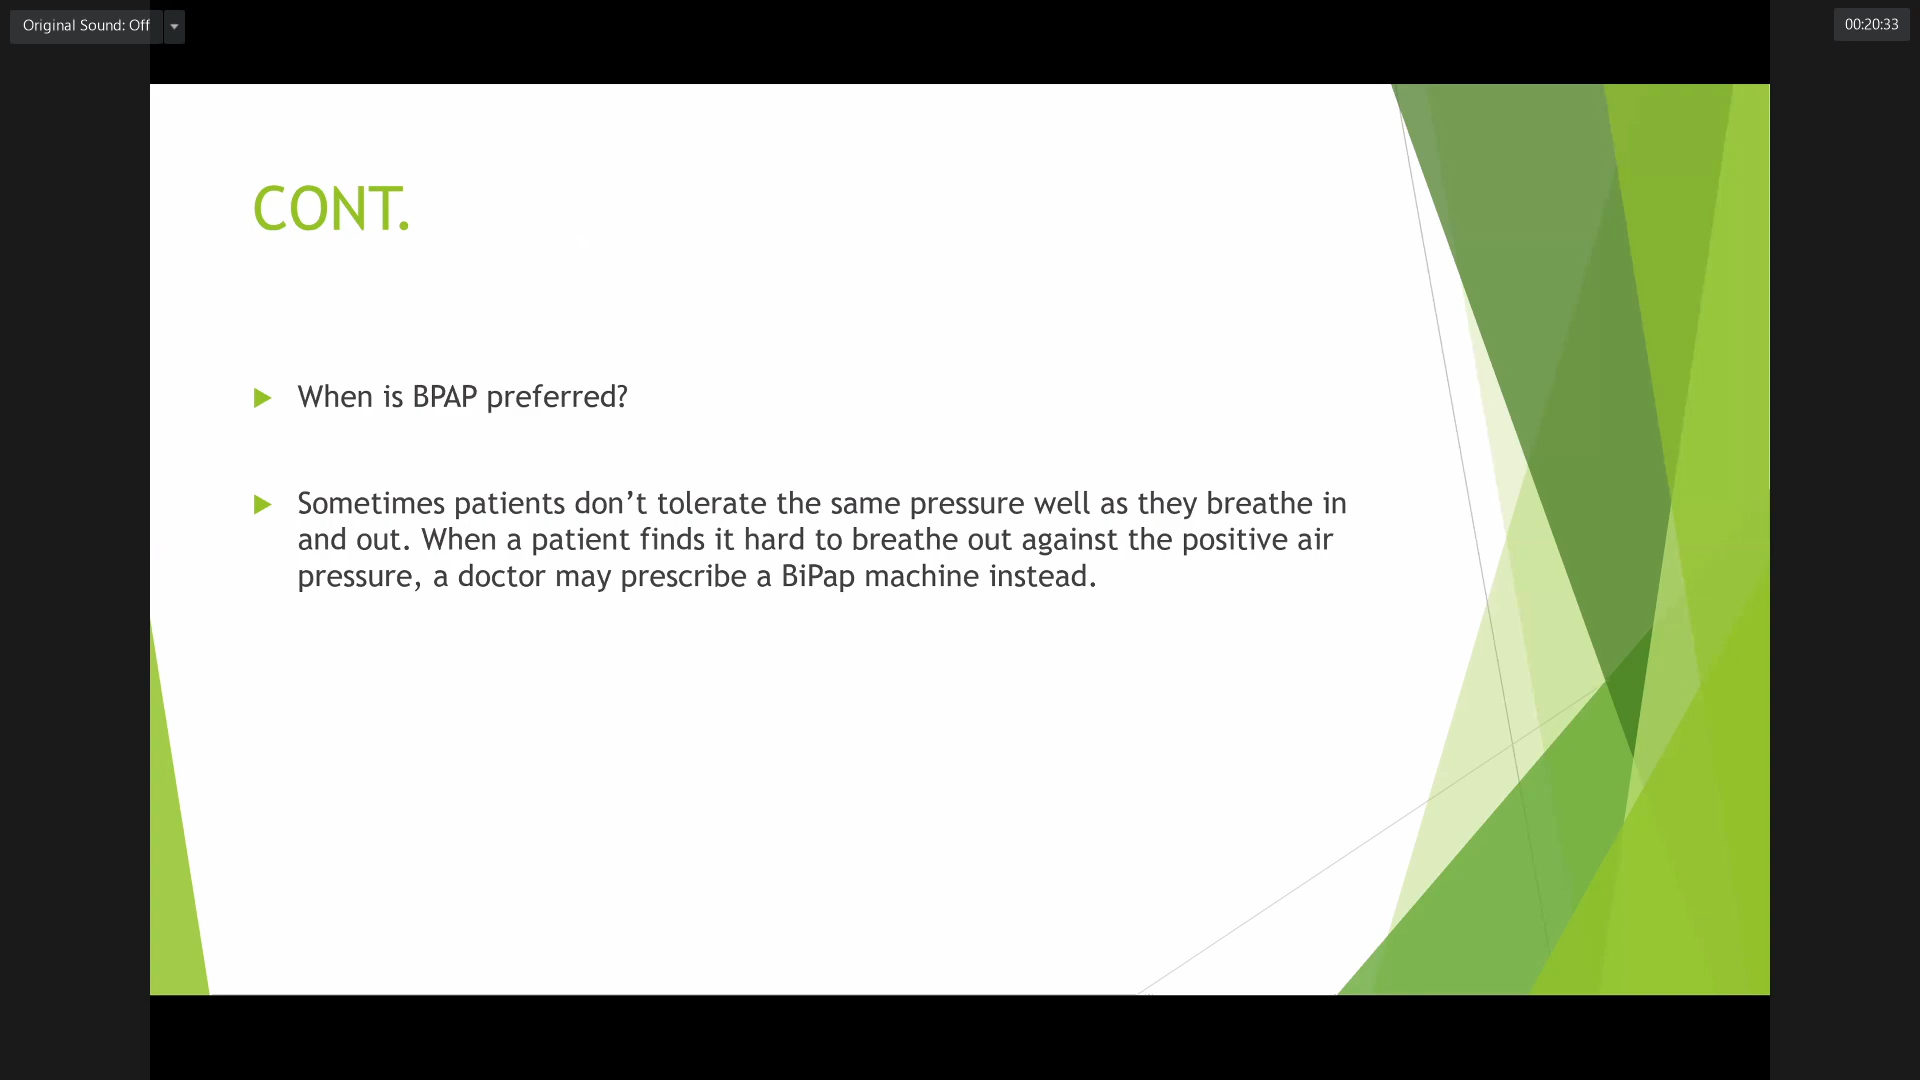 Original Sound: Off
00:20:33
CONT.
When is BPAP preferred?
Sometimes patients don’t tolerate the same pressure well as they breathe in
and out. When a patient finds it hard to breathe out against the positive air
pressure, a doctor may prescribe a BiPap machine instead.